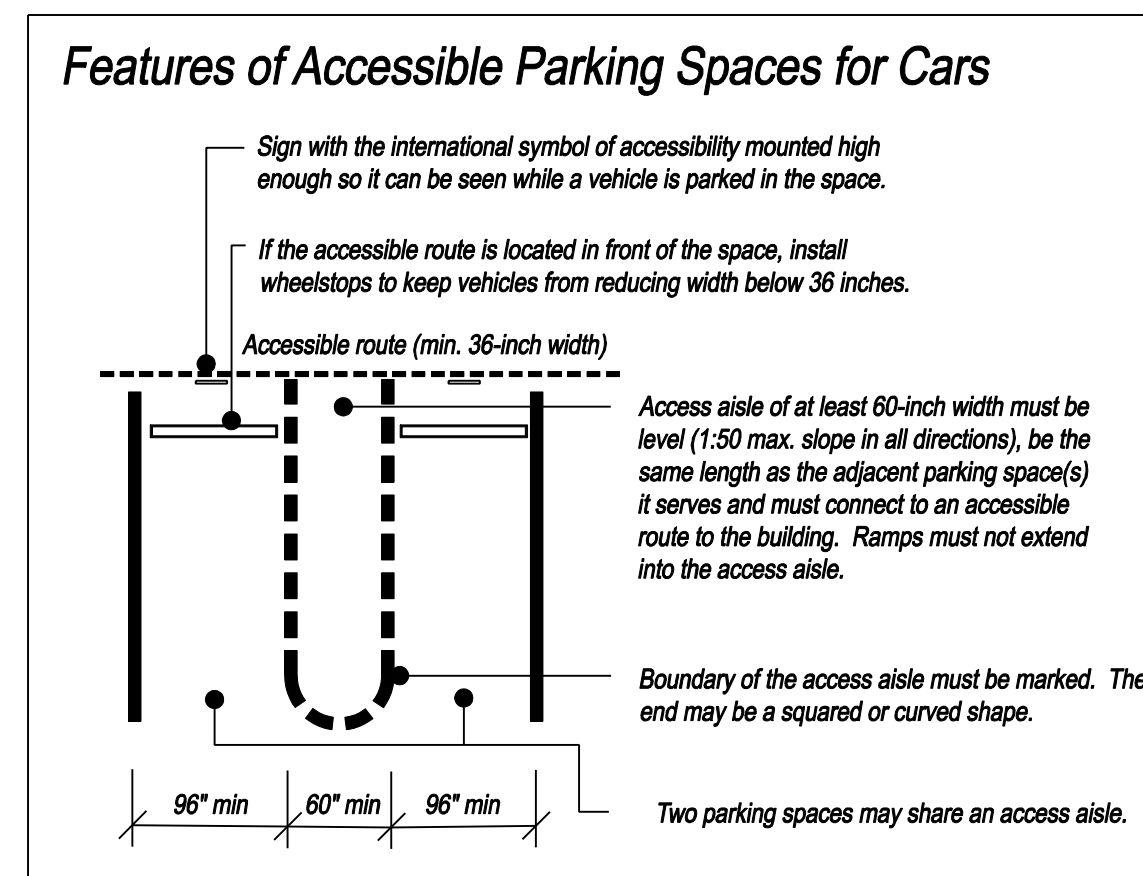 Features of Accessible Parking Spaces for Cars
Sign with the international symbol of accessibility mounted high
enough so it can be seen while a vehicle is parked in the space.
If the accessible route is located in front of the space, install
wheelstops to keep vehicles from reducing width below 36 inches.
Accessible route (min. 36-inch width)
Access aisle of at least 60-inch width must be
level (1:50 max. slope in all directions), be the
same length as the adjacent parking space(s)
it serves and must connect to an accessible
route to the building. Ramps must not extend
into the access aisle.
Boundary of the access aisle must be marked. The
end may be a squared or curved shape.
96" min 60" min 96" min
Two parking spaces may share an access aisle.